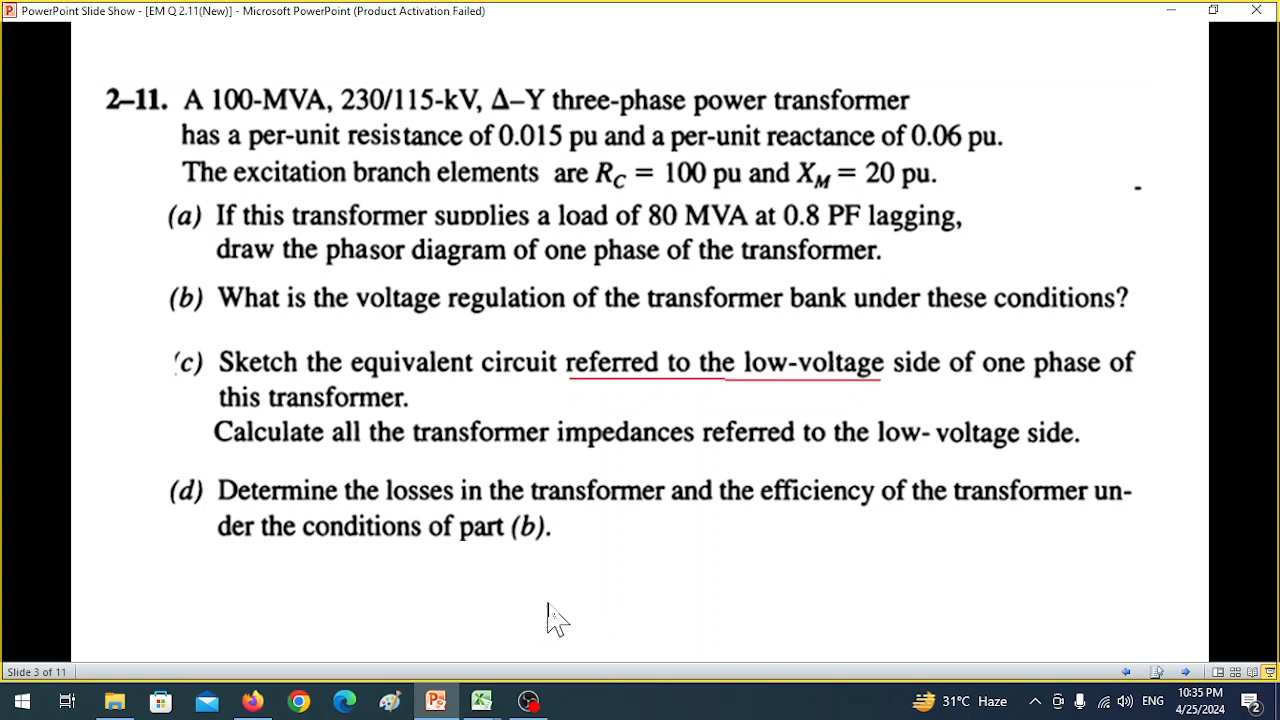 PowerPoint Slide Show - [EM Q 2.11(New)] - Microsoft PowerPoint (Product Activation Failed)
2–11. A 100-MVA, 230/115-kV, Δ–Y three-phase power transformer
has a per-unit resistance of 0.015 pu and a per-unit reactance of 0.06 pu.
The excitation branch elements are RC = 100 pu and XM = 20 pu.
(a) If this transformer supplies a load of 80 MVA at 0.8 PF lagging,
draw the phasor diagram of one phase of the transformer.
(b) What is the voltage regulation of the transformer bank under these conditions?
(c) Sketch the equivalent circuit referred to the low-voltage side of one phase of
this transformer.
Calculate all the transformer impedances referred to the low- voltage side.
(d) Determine the losses in the transformer and the efficiency of the transformer un-
der the conditions of part (b).
Slide 3 of 11
31°C Haze
ENG
10:35 PM
4/25/2024
2